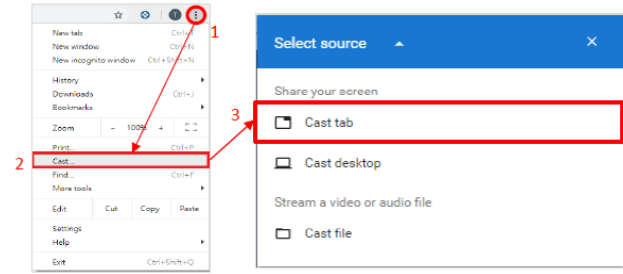 T
1
New tab Ctrl+T
New window Ctrl+N
New incognito window Ctrl+Shift+N
History
Downloads Ctrl+J
Bookmarks
Zoom - 100% +
Print... Ctrl+P
2 Cast...
Find... Ctrl+F
More tools
Edit Cut Copy Paste
Settings
Help
Exit Ctrl+Shift+Q
Select source
Share your screen
3 Cast tab
Cast desktop
Stream a video or audio file
Cast file